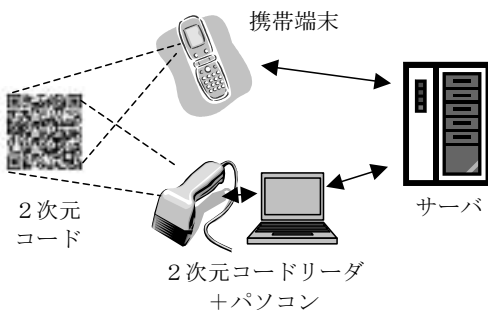 携帯端末
２次元
コード
サーバ
２次元コードリーダ
＋パソコン